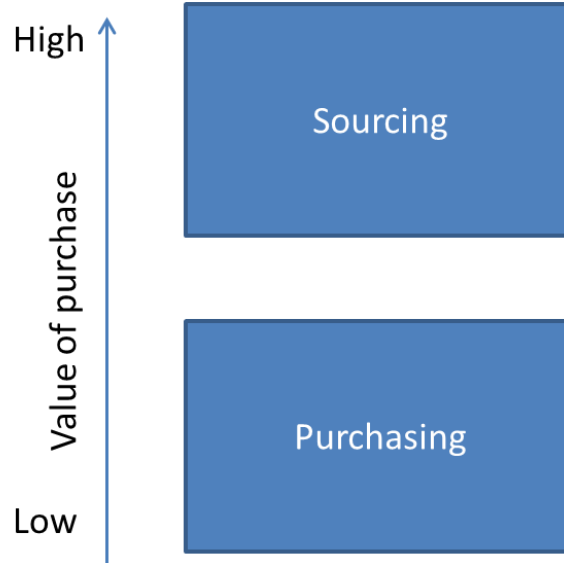 High
Sourcing
Value of purchase
Purchasing
Low